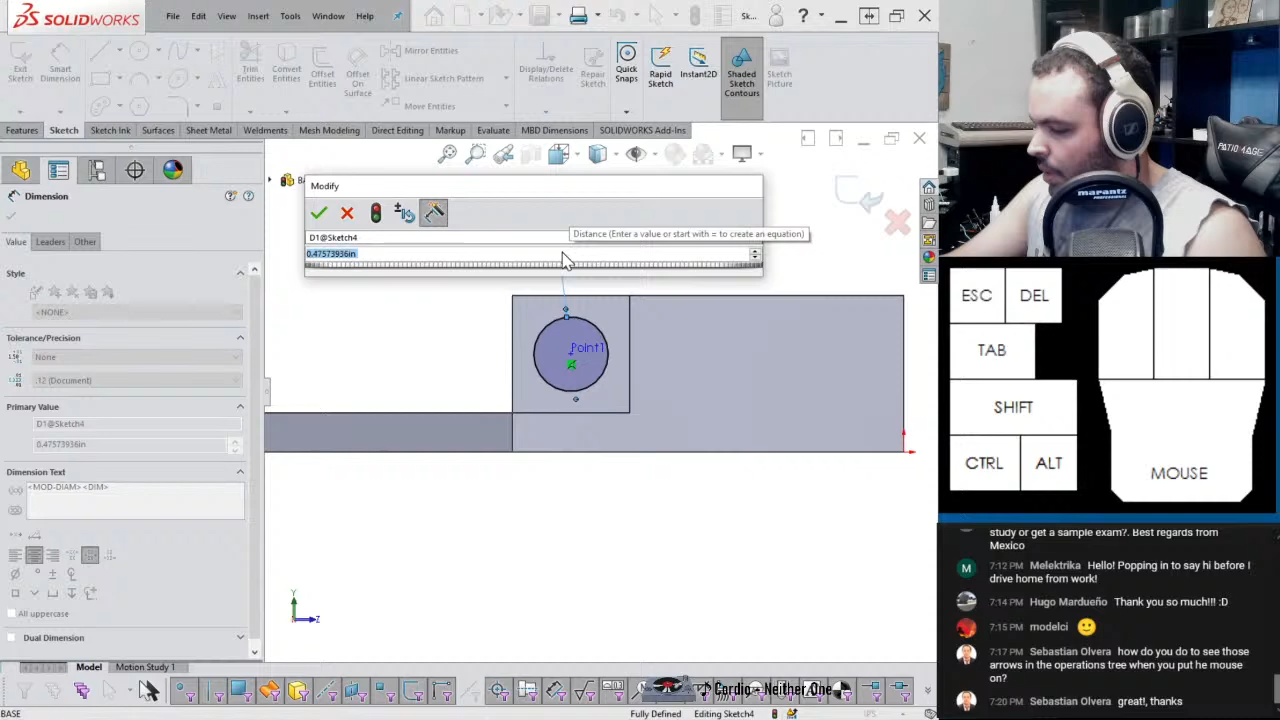 SOLIDWORKS
File
Edit
View
Insert
Tools
Window
Help
Sk...
Exit
Sketch
Smart
Dimension
Trim
Entities
Convert
Entities
Offset
Entities
Offset
On
Surface
Mirror Entities
Linear Sketch Pattern
Move Entities
Display/Delete
Relations
Repair
Sketch
Quick
Snaps
Rapid
Sketch
Instant2D
Shaded
Sketch
Contours
Sketch
Picture
Features
Sketch
Sketch Ink
Surfaces
Sheet Metal
Weldments
Mesh Modeling
Direct Editing
Markup
Evaluate
MBD Dimensions
SOLIDWORKS Add-Ins
Dimension
Value
Leaders
Other
Style
<NONE>
Tolerance/Precision
None
.12 (Document)
Primary Value
D1@Sketch4
0.47573936in
Dimension Text
<MOD-DIAM><DIM>
All uppercase
Dual Dimension
Modify
D1@Sketch4
0.47573936in
Distance (Enter a value or start with = to create an equation)
Point1
Y
Z
Model
Motion Study 1
BASE
Fully Defined
Editing Sketch4
IPS
Cardio - Neither One
PATIO
marantz
PROFESSIONAL
ESC
DEL
TAB
SHIFT
CTRL
ALT
MOUSE
study or get a sample exam?. Best regards from
Mexico
M
7:12 PM Melektrika Hello! Popping in to say hi before I
drive home from work!
7:14 PM Hugo Mardueño Thank you so much!!! :D
7:15 PM modelci
7:17 PM Sebastian Olvera how do you do to see those
arrows in the operations tree when you put he mouse
on?
7:20 PM Sebastian Olvera great!, thanks